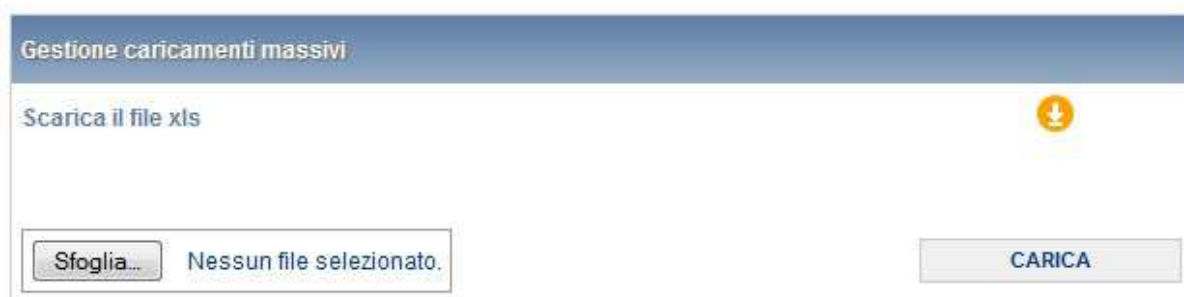 Gestione caricamenti massivi
Scarica il file xls
Sfoglia... Nessun file selezionato.
CARICA